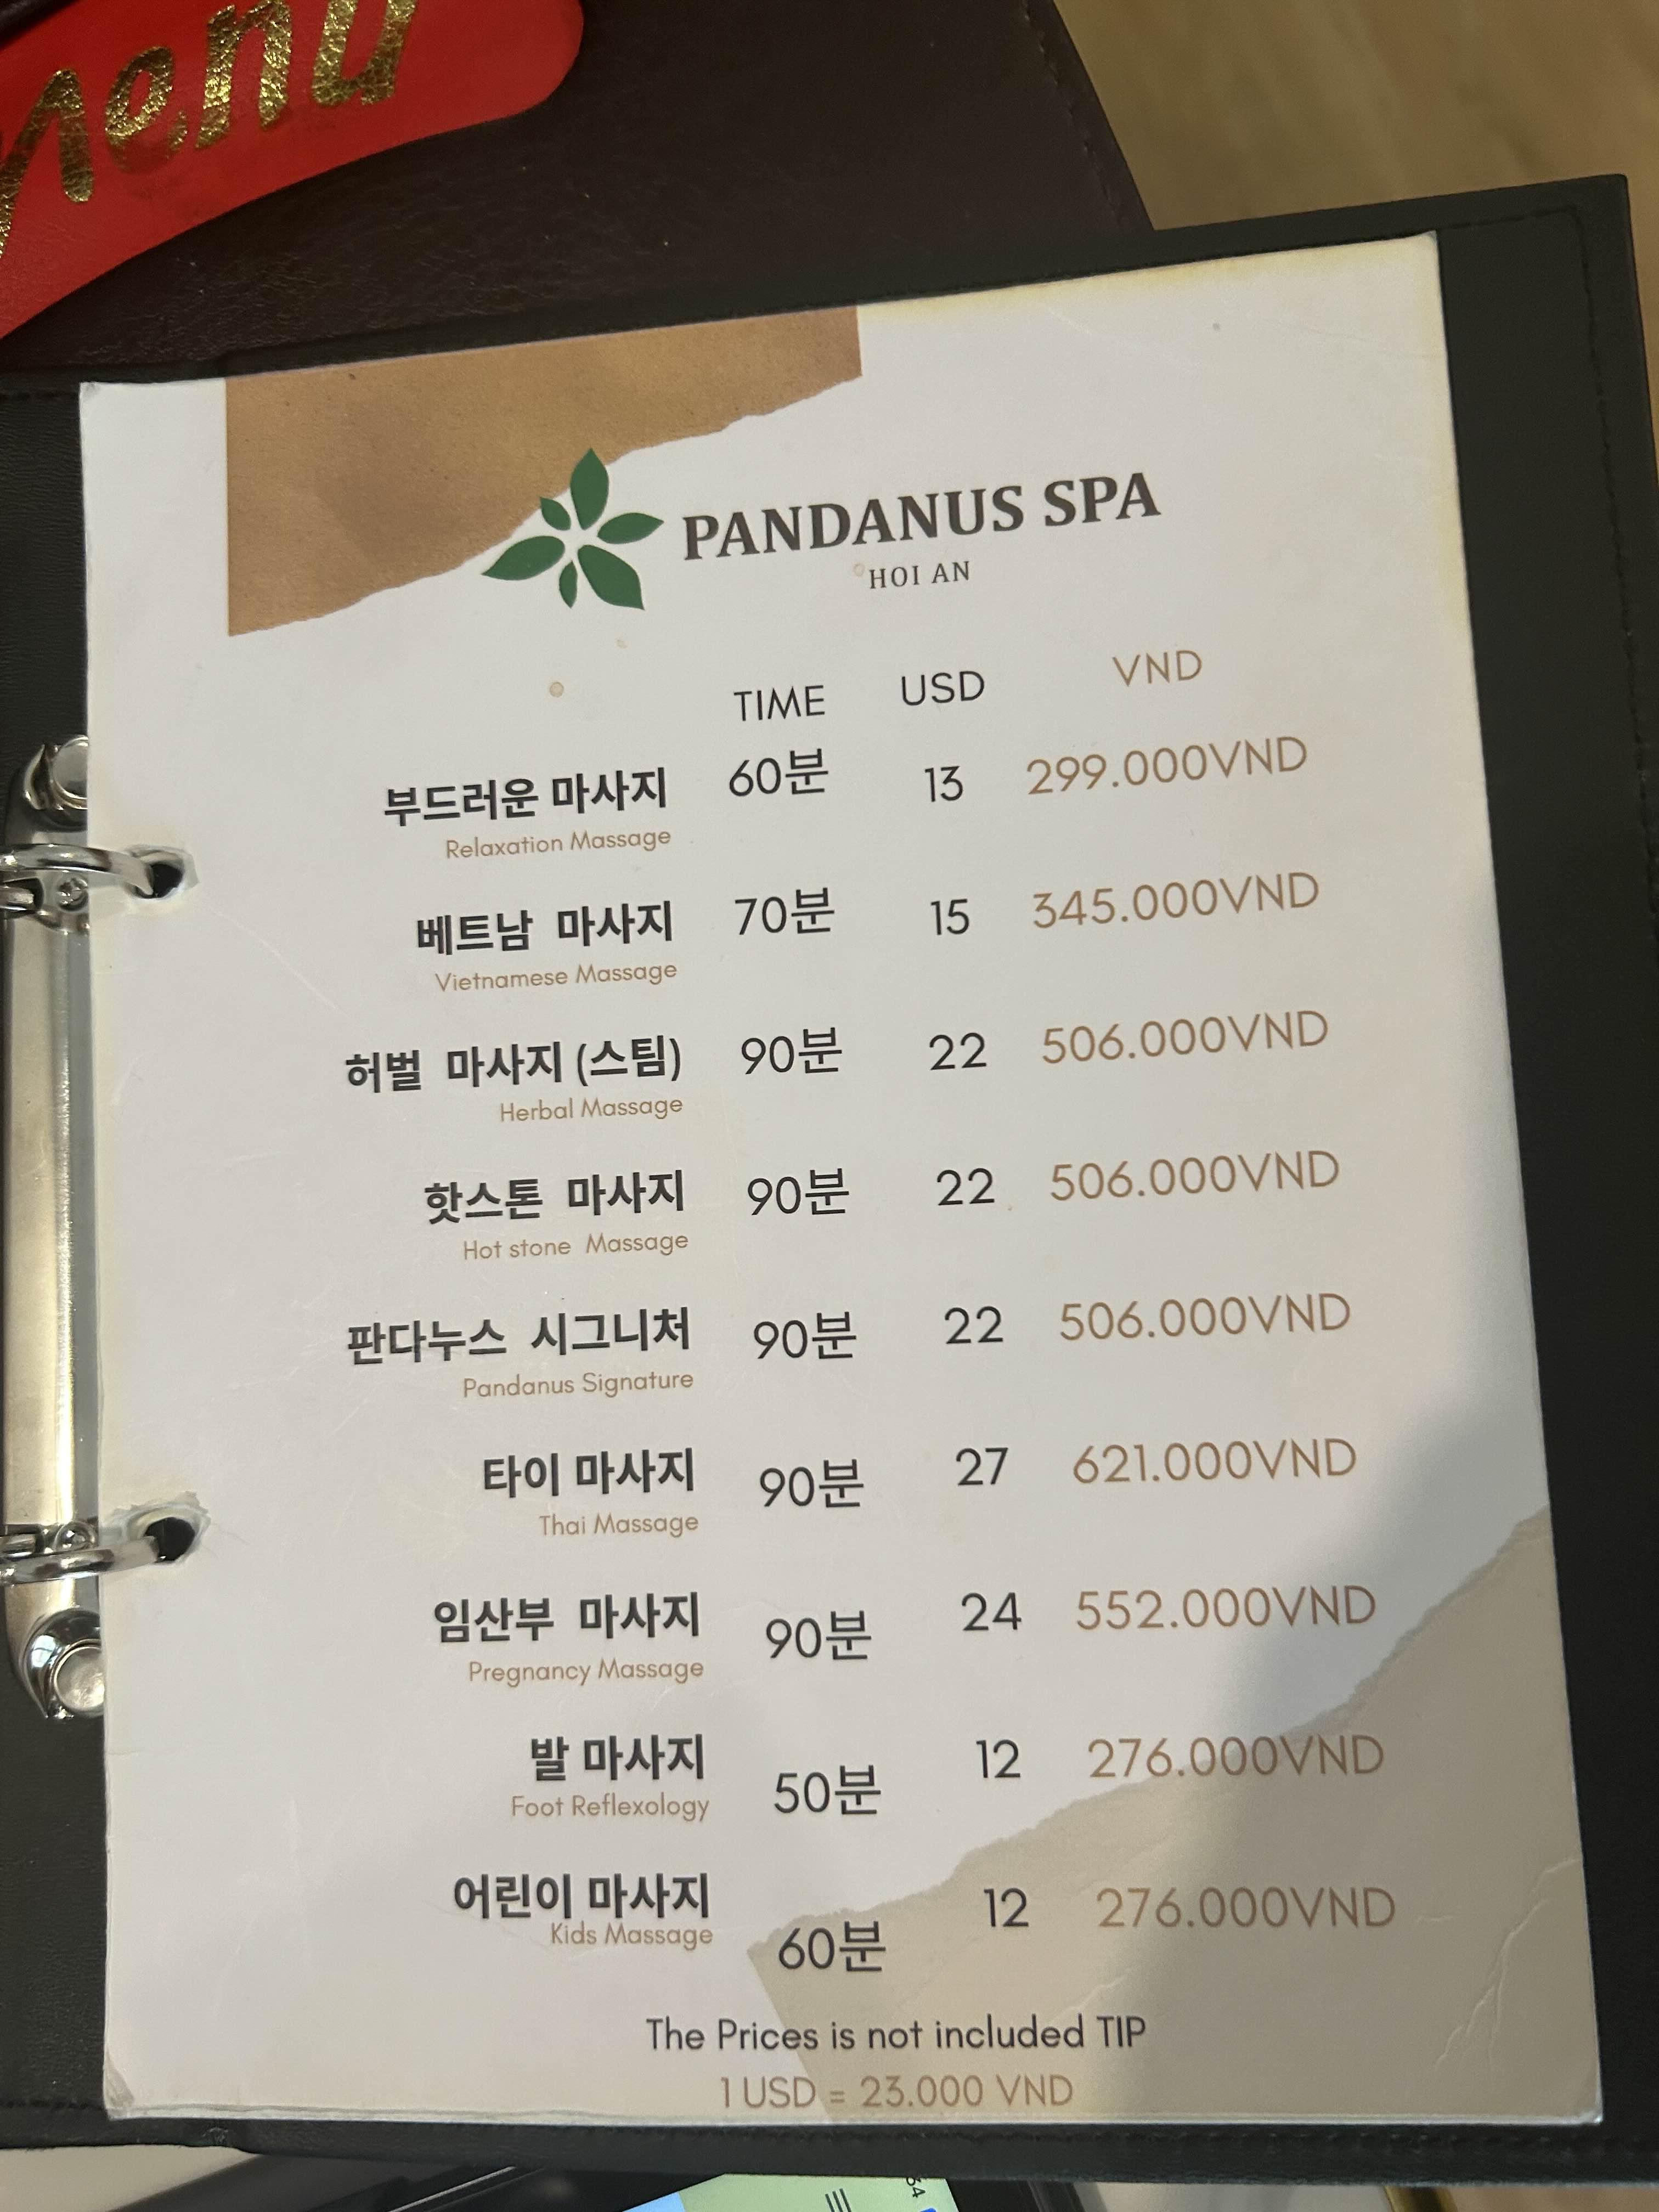 Menu
PANDANUS SPA
HOI AN
TIME USD VND
부드러운 마사지 60분 13 299.000VND
Relaxation Massage
베트남 마사지 70분 15 345.000VND
Vietnamese Massage
허벌 마사지 (스팀) 90분 22 506.000VND
Herbal Massage
핫스톤 마사지 90분 22 506.000VND
Hot stone Massage
판다누스 시그니처 90분 22 506.000VND
Pandanus Signature
타이 마사지 90분 27 621.000VND
Thai Massage
임산부 마사지 90분 24 552.000VND
Pregnancy Massage
발 마사지 50분 12 276.000VND
Foot Reflexology
어린이 마사지 60분 12 276.000VND
Kids Massage
The Prices is not included TIP
1 USD = 23.000 VND